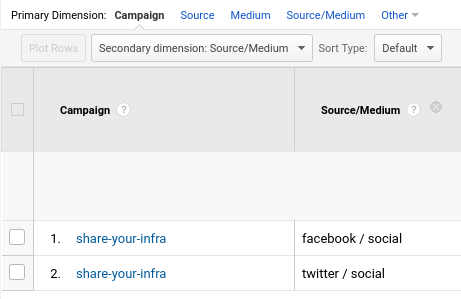 Primary Dimension: Campaign Source Medium Source/Medium Other
Plot Rows Secondary dimension: Source/Medium Sort Type: Default
Campaign ? Source/Medium ?
1. share-your-infra facebook / social
2. share-your-infra twitter / social